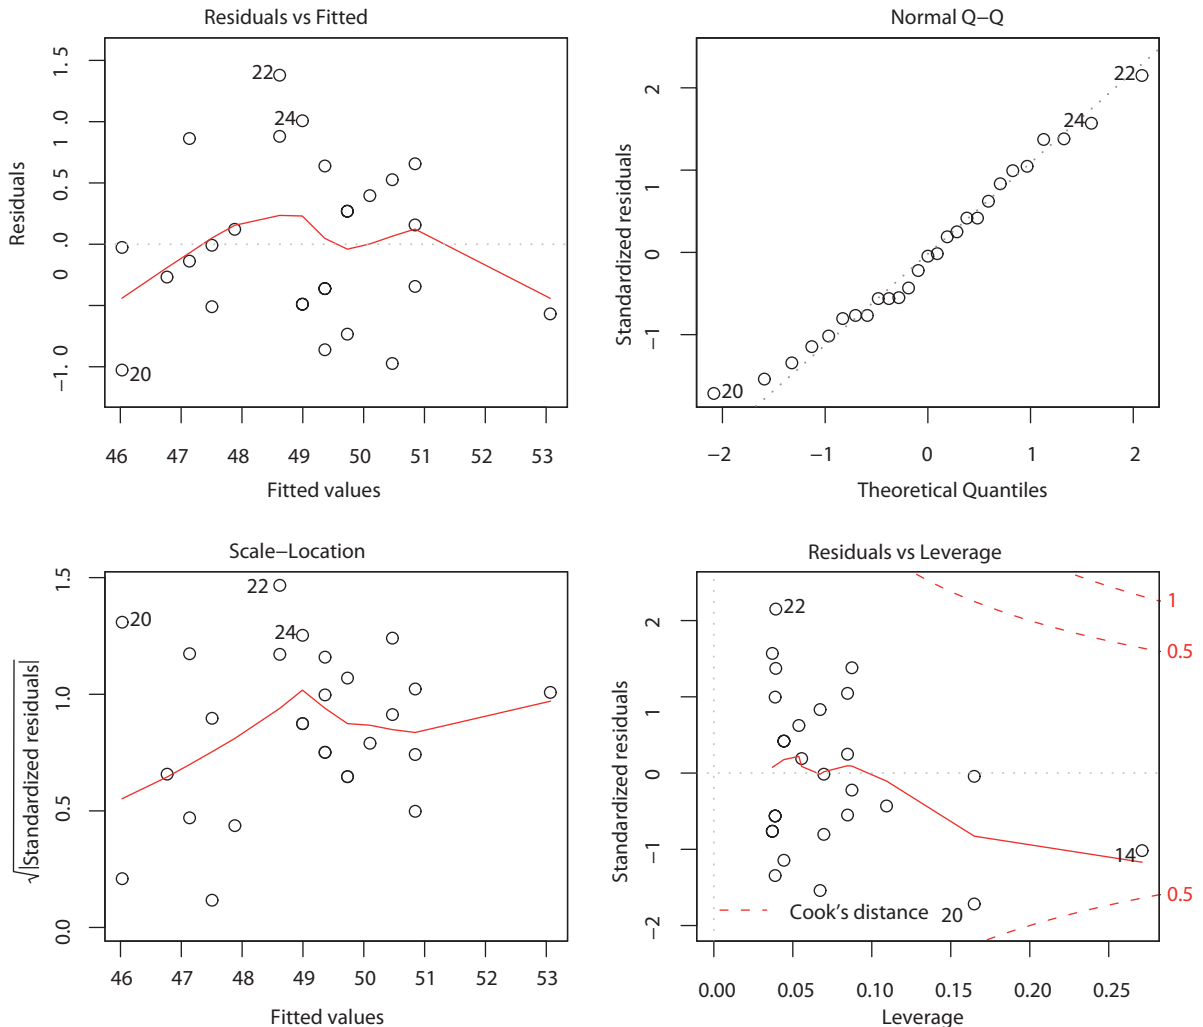 Residuals vs Fitted
Residuals
−1. 0
0
. 0
0. 5
1 . 0
1. 5
22
24
20
46 47 48 49 50 51 52 53
Fitted values
Normal Q−Q
Standardized residuals
−1 0 1 2
22
24
20
−2 −1 0 1 2
Theoretical Quantiles
Scale−Location
√|Standardized residuals|
0.0 0.5 1.0 1.5
22
20
24
46 47 48 49 50 51 52 53
Fitted values
Residuals vs Leverage
Standardized residuals
−2 −1 0 1 2
22
1
0.5
14
0.5
Cook's distance
20
0.00 0.05 0.10 0.15 0.20 0.25
Leverage